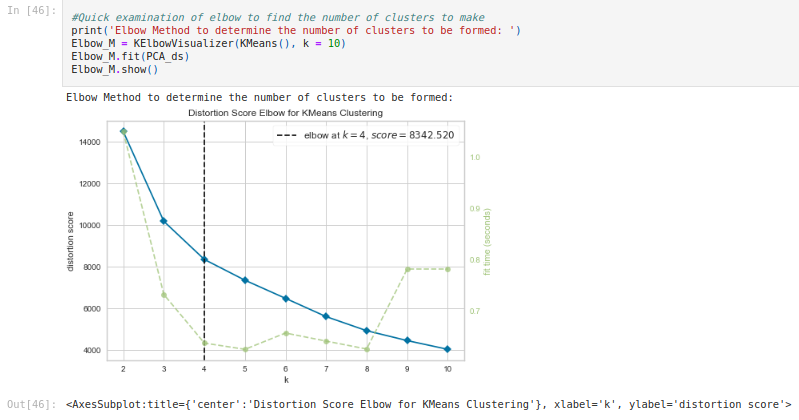 In [46]:
#Quick examination of elbow to find the number of clusters to make
print('Elbow Method to determine the number of clusters to be formed: ')
Elbow_M = KElbowVisualizer(KMeans(), k = 10)
Elbow_M.fit(PCA_ds)
Elbow_M.show()
Elbow Method to determine the number of clusters to be formed:
Distortion Score Elbow for KMeans Clustering
elbow at k = 4, score = 8342.520
14000
12000
10000
8000
6000
4000
distortion score
1.0
0.9
0.8
0.7
fit time (seconds)
2 3 4 5 6 7 8 9 10
k
Out[46]: <AxesSubplot:title={'center':'Distortion Score Elbow for KMeans Clustering'}, xlabel='k', ylabel='distortion score'>